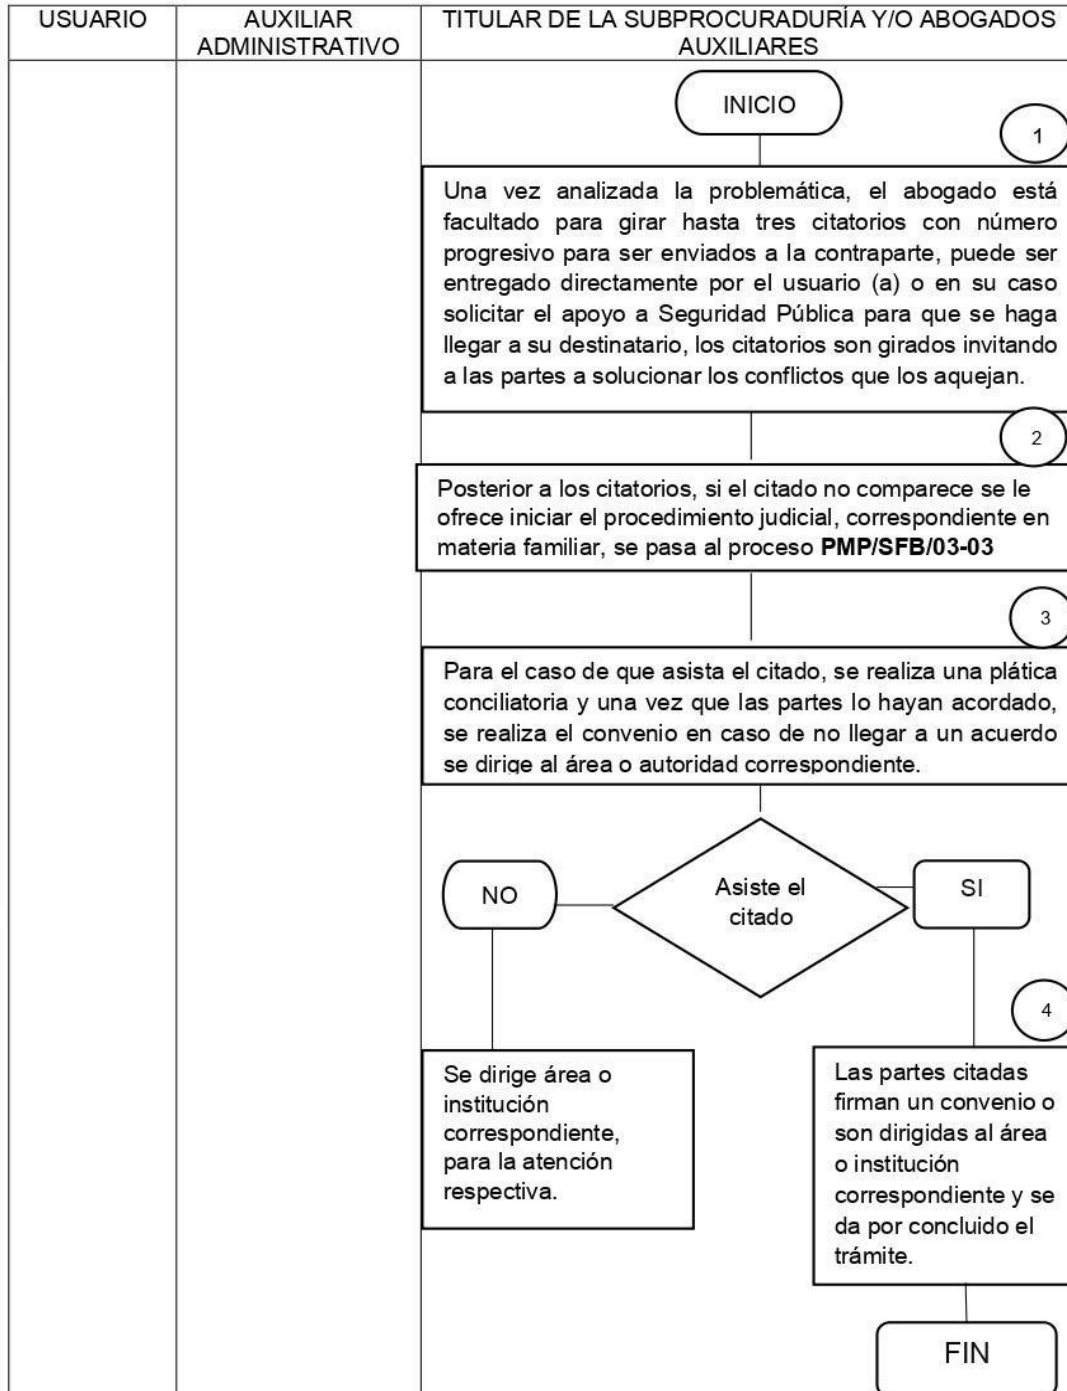 USUARIO
AUXILIAR
ADMINISTRATIVO
TITULAR DE LA SUBPROCURADURÍA Y/O ABOGADOS
AUXILIARES
INICIO
1
Una vez analizada la problemática, el abogado está
facultado para girar hasta tres citatorios con número
progresivo para ser enviados a la contraparte, puede ser
entregado directamente por el usuario (a) o en su caso
solicitar el apoyo a Seguridad Pública para que se haga
llegar a su destinatario, los citatorios son girados invitando
a las partes a solucionar los conflictos que los aquejan.
2
Posterior a los citatorios, si el citado no comparece se le
ofrece iniciar el procedimiento judicial, correspondiente en
materia familiar, se pasa al proceso PMP/SFB/03-03
3
Para el caso de que asista el citado, se realiza una plática
conciliatoria y una vez que las partes lo hayan acordado,
se realiza el convenio en caso de no llegar a un acuerdo
se dirige al área o autoridad correspondiente.
NO
Asiste el
citado
SI
4
Se dirige área o
institución
correspondiente,
para la atención
respectiva.
Las partes citadas
firman un convenio o
son dirigidas al área
o institución
correspondiente y se
da por concluido el
trámite.
FIN